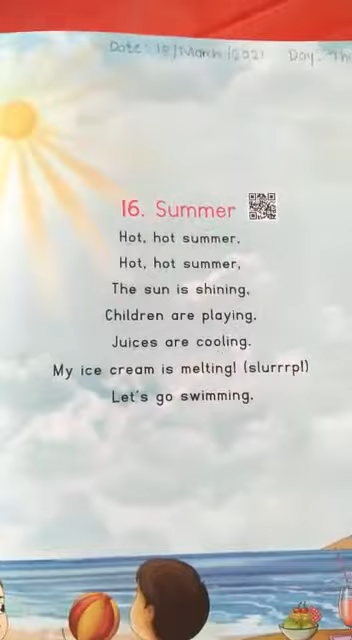 Date: 18/March/2021 Day:
16. Summer
Hot, hot summer,
Hot, hot summer,
The sun is shining,
Children are playing,
Juices are cooling.
My ice cream is melting! (slurrrp!)
Let's go swimming.